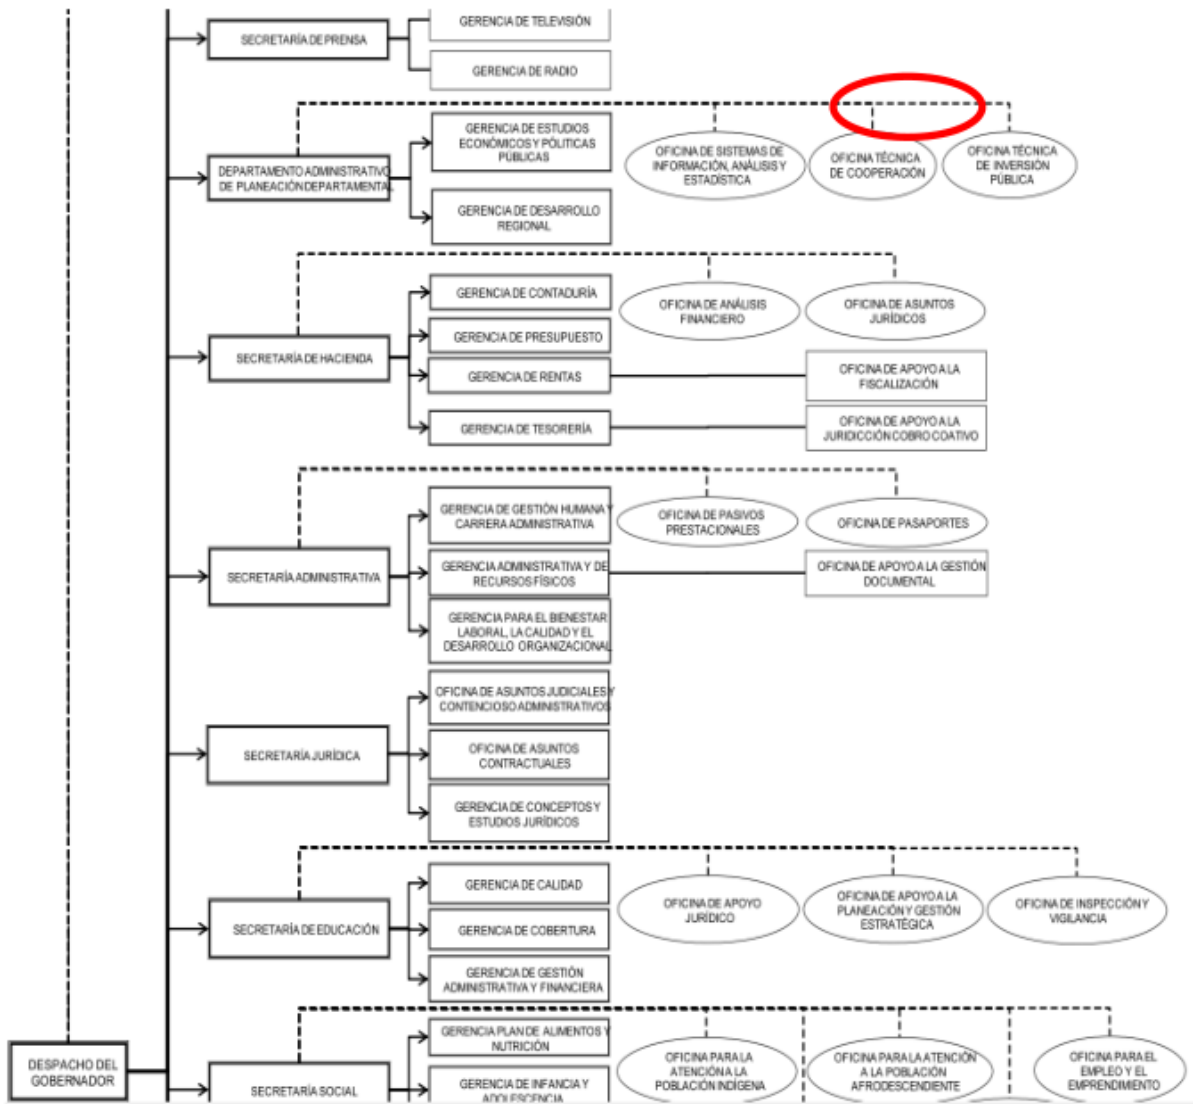 GERENCIA DE TELEVISIÓN
SECRETARÍA DE PRENSA
GERENCIA DE RADIO
GERENCIA DE ESTUDIOS
ECONÓMICOS Y PÓLITICAS
PÚBLICAS
DEPARTAMENTO ADMINISTRATIVO
DE PLANEACIÓN DEPARTAMENTAL
GERENCIA DE DESARROLLO
REGIONAL
OFICINA DE SISTEMAS DE
INFORMACIÓN, ANÁLISIS Y
ESTADÍSTICA
OFICINA TÉCNICA
DE COOPERACIÓN
OFICINA TÉCNICA
DE INVERSIÓN
PÚBLICA
GERENCIA DE CONTADURÍA
OFICINA DE ANÁLISIS
FINANCIERO
OFICINA DE ASUNTOS
JURÍDICOS
GERENCIA DE PRESUPUESTO
SECRETARÍA DE HACIENDA
GERENCIA DE RENTAS
OFICINA DE APOYO A LA
FISCALIZACIÓN
GERENCIA DE TESORERÍA
OFICINA DE APOYO A LA
JURIDICCIÓN COBRO COATIVO
GERENCIA DE GESTIÓN HUMANA Y
CARRERA ADMINISTRATIVA
OFICINA DE PASIVOS
PRESTACIONALES
OFICINA DE PASAPORTES
SECRETARÍA ADMINISTRATIVA
GERENCIA ADMINISTRATIVA Y DE
RECURSOS FÍSICOS
OFICINA DE APOYO A LA GESTIÓN
DOCUMENTAL
GERENCIA PARA EL BIENESTAR
LABORAL, LA CALIDAD Y EL
DESARROLLO ORGANIZACIONAL
OFICINA DE ASUNTOS JUDICIALES Y
CONTENCIOSO ADMINISTRATIVOS
SECRETARÍA JURÍDICA
OFICINA DE ASUNTOS
CONTRACTUALES
GERENCIA DE CONCEPTOS Y
ESTUDIOS JURÍDICOS
GERENCIA DE CALIDAD
OFICINA DE APOYO
JURÍDICO
OFICINA DE APOYO A LA
PLANEACIÓN Y GESTIÓN
ESTRATÉGICA
OFICINA DE INSPECCIÓN Y
VIGILANCIA
SECRETARÍA DE EDUCACIÓN
GERENCIA DE COBERTURA
GERENCIA DE GESTIÓN
ADMINISTRATIVA Y FINANCIERA
GERENCIA PLAN DE ALIMENTOS Y
NUTRICIÓN
DESPACHO DEL
GOBERNADOR
SECRETARÍA SOCIAL
GERENCIA DE INFANCIA Y
ADOLESCENCIA
OFICINA PARA LA
ATENCIÓN A LA
POBLACIÓN INDÍGENA
OFICINA PARA LA ATENCIÓN
A LA POBLACIÓN
AFRODESCENDIENTE
OFICINA PARA EL
EMPLEO Y EL
EMPRENDIMIENTO